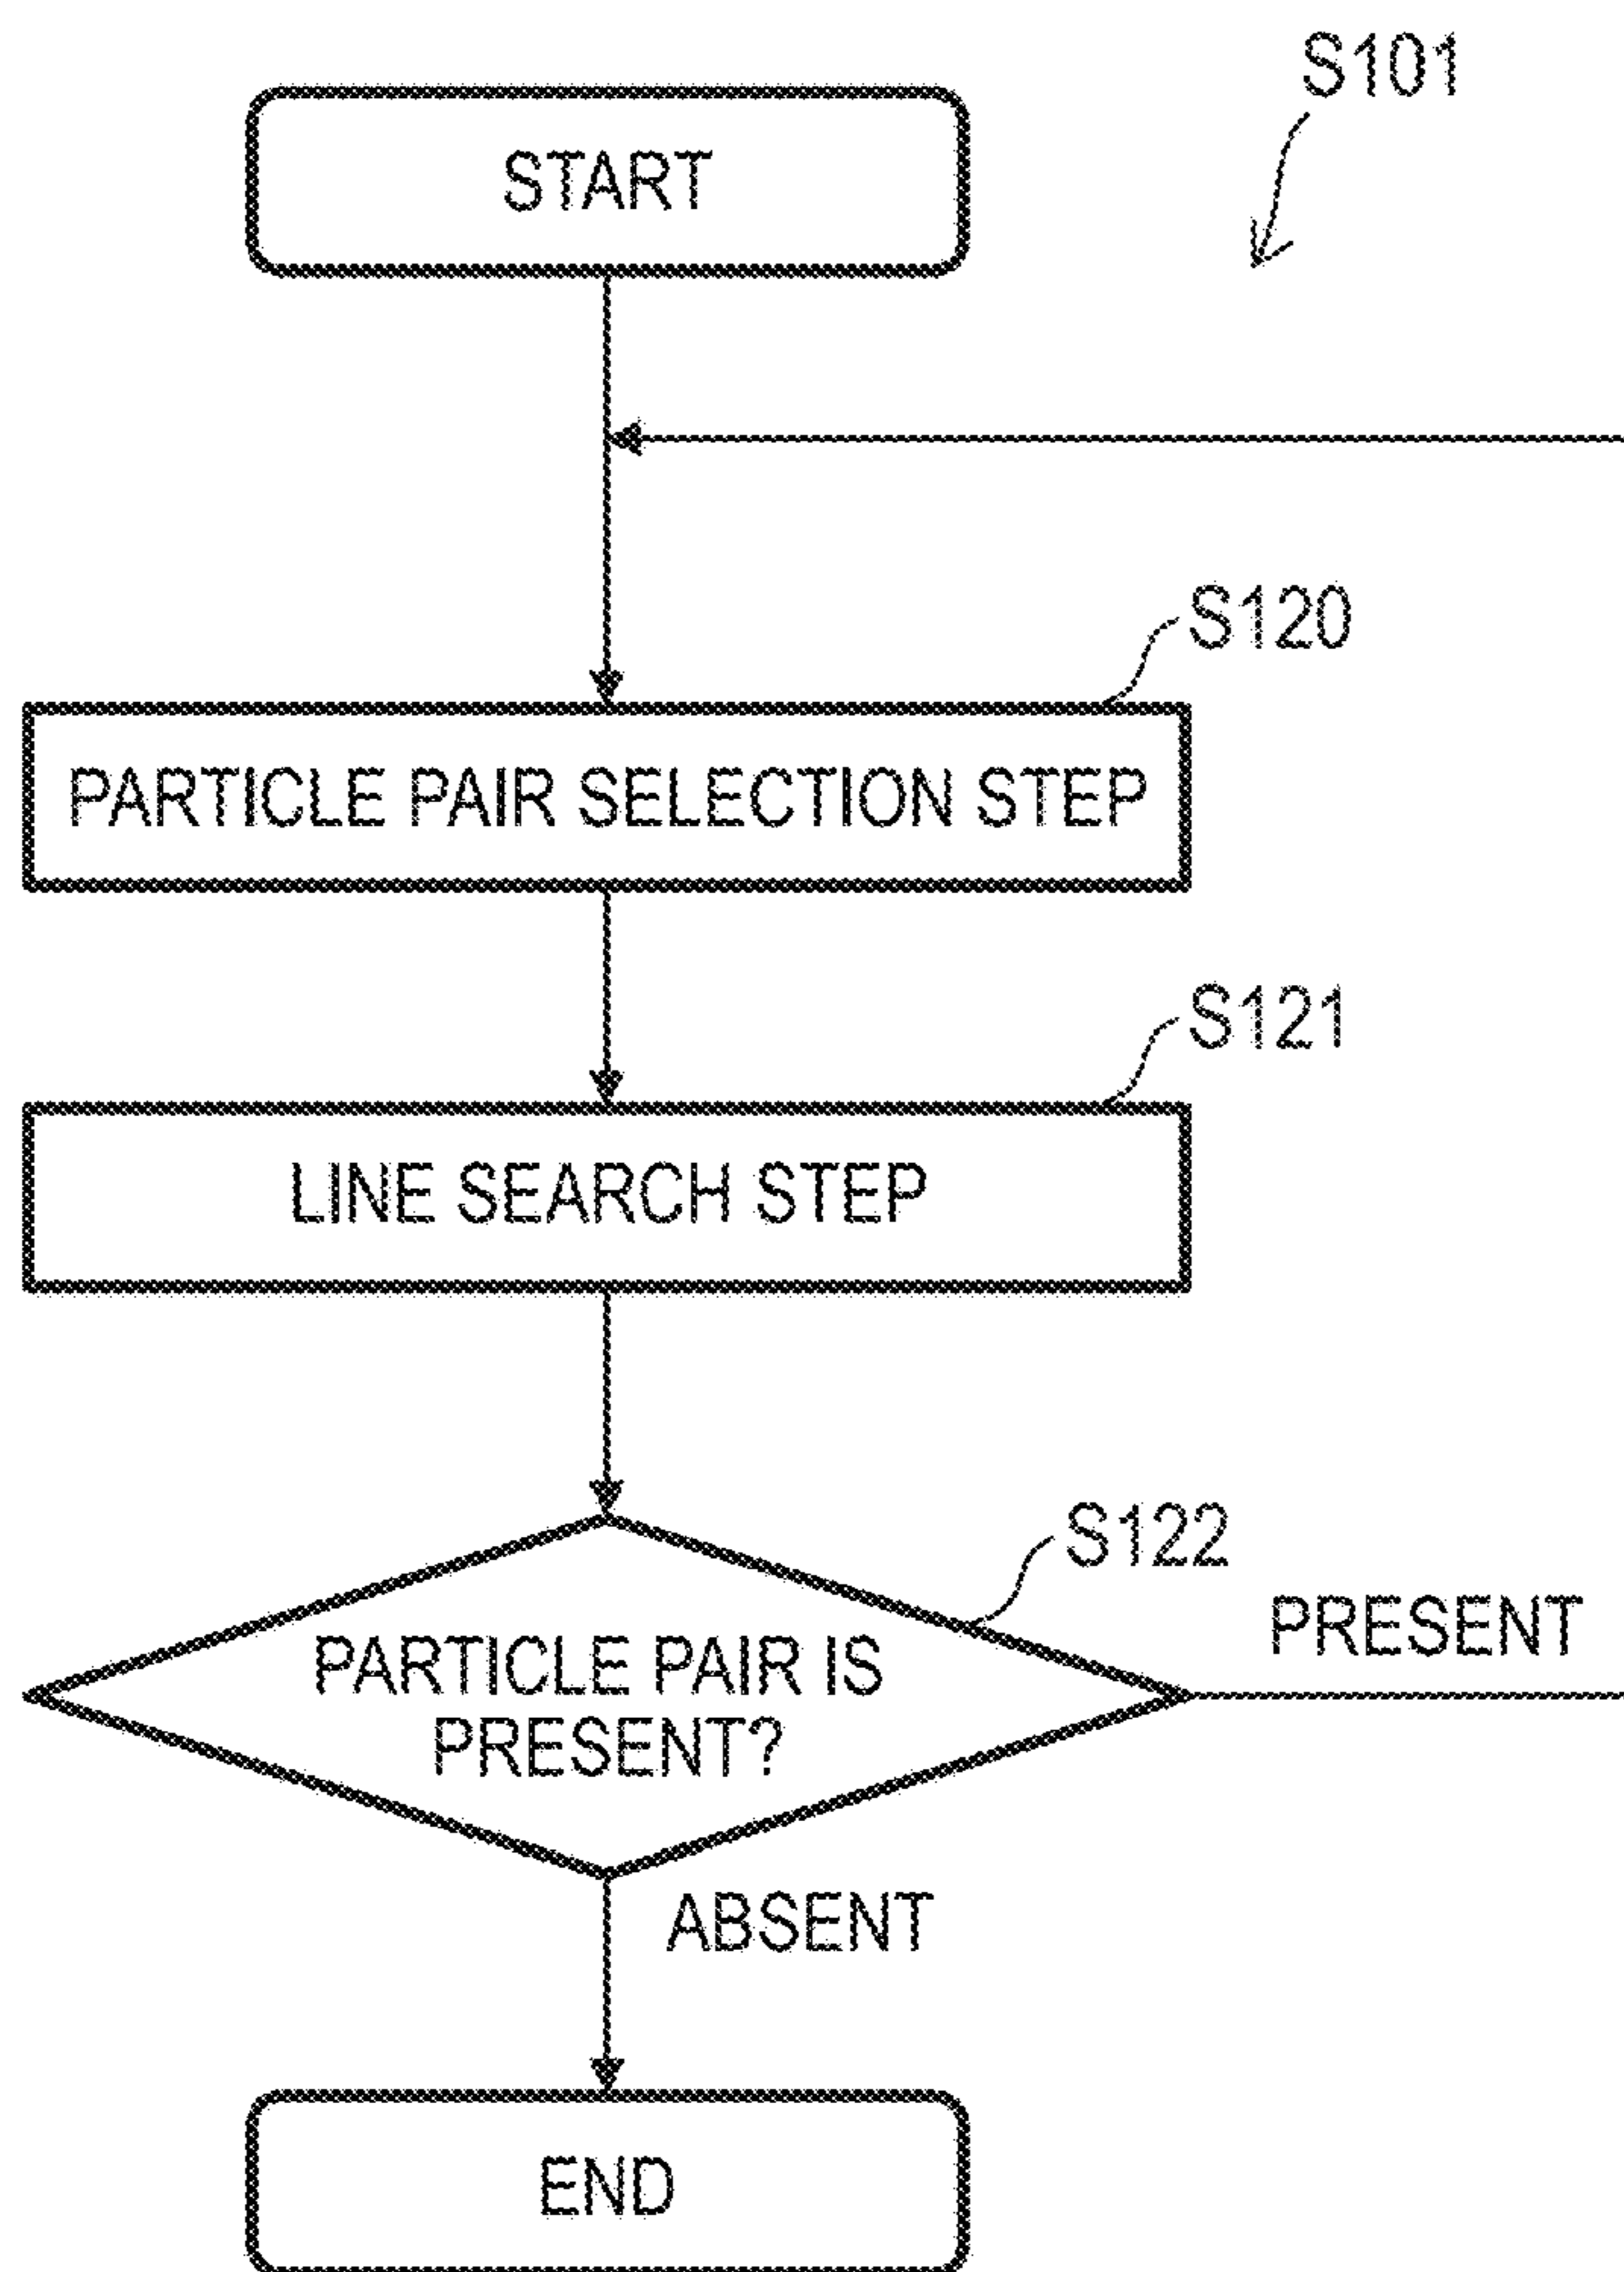 S101
START
S120
PARTICLE PAIR SELECTION STEP
S121
LINE SEARCH STEP
S122
PRESENT
PARTICLE PAIR IS
PRESENT?
ABSENT
END